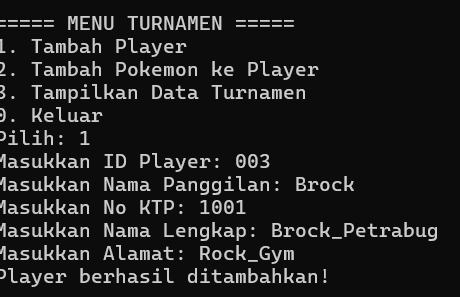 ===== MENU TURNAMEN =====
1. Tambah Player
2. Tambah Pokemon ke Player
3. Tampilkan Data Turnamen
0. Keluar
Pilih: 1
Masukkan ID Player: 003
Masukkan Nama Panggilan: Brock
Masukkan No KTP: 1001
Masukkan Nama Lengkap: Brock_Petrabug
Masukkan Alamat: Rock_Gym
Player berhasil ditambahkan!